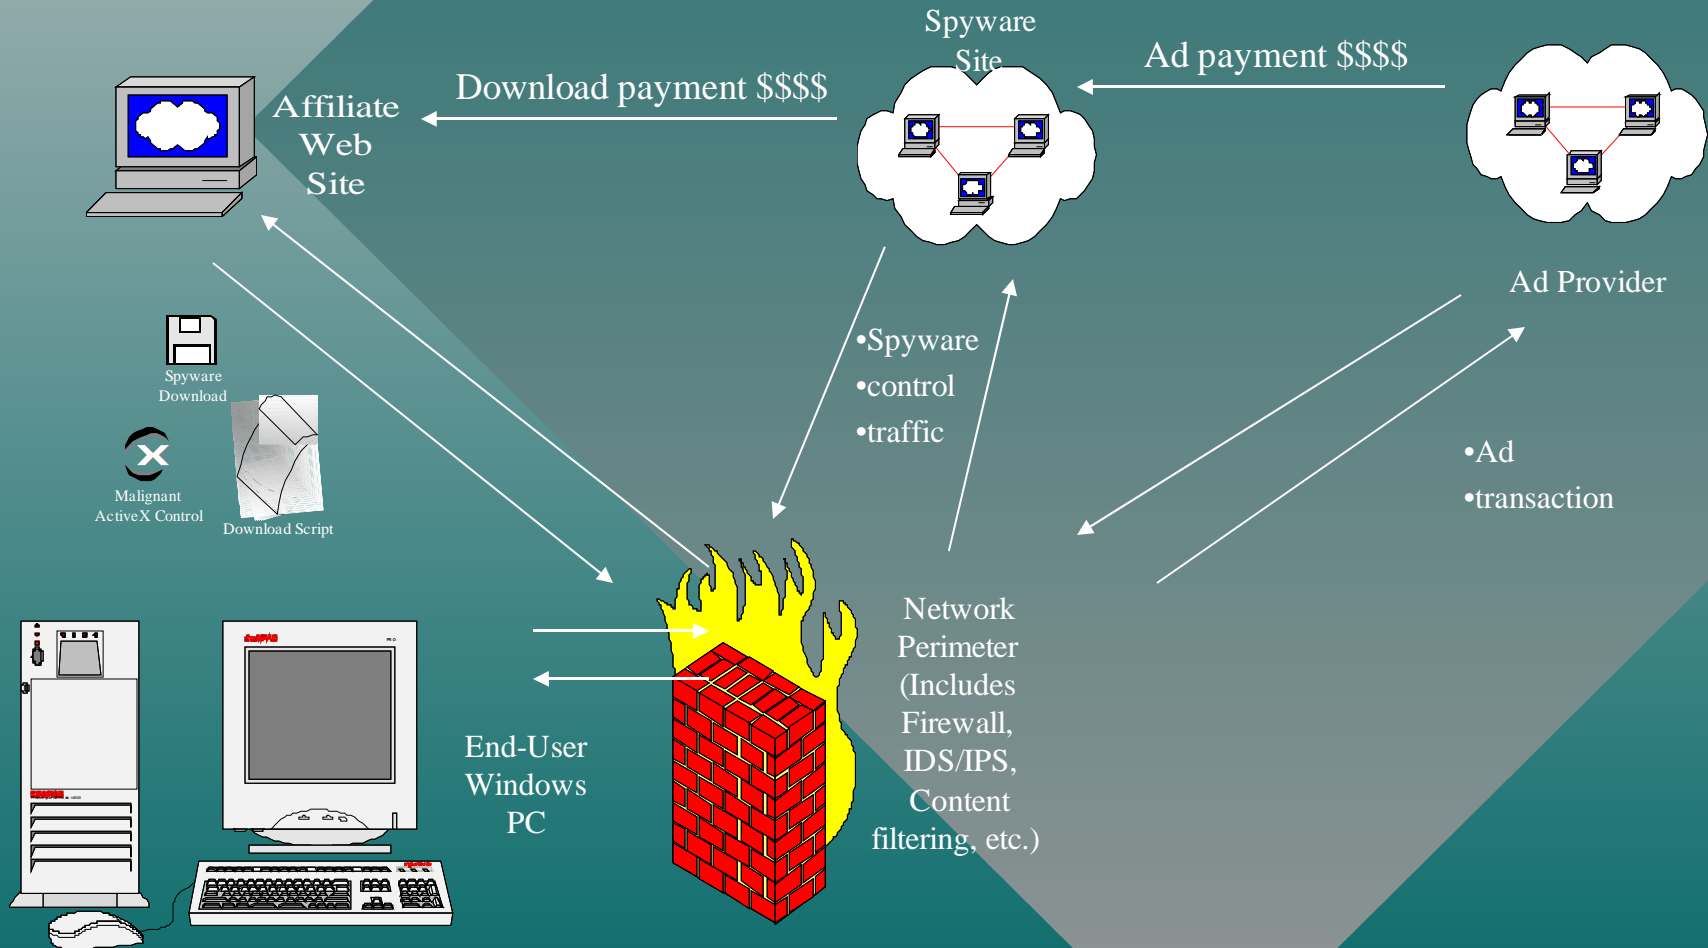 Spyware
Site
Ad payment $$$$
Download payment $$$$
Affiliate
Web
Site
Ad Provider
•Spyware
•control
•traffic
Spyware
Download
•Ad
•transaction
X
Malignant
ActiveX Control
Download Script
Network
Perimeter
(Includes
Firewall,
IDS/IPS,
Content
filtering, etc.)
End-User
Windows
PC